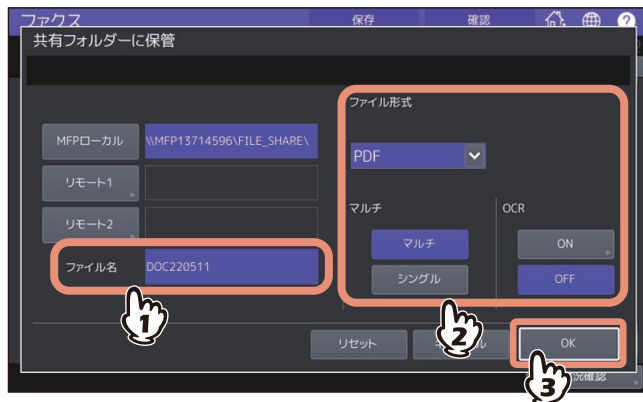 ファクス 保存 確認 ?
共有フォルダーに保管
ファイル形式
MFPローカル \\MFP13714596\FILE_SHARE\
PDF
リモート1
マルチ OCR
リモート2
マルチ ON
ファイル名 DOC220511
シングル OFF
1
2
リセット OK
3